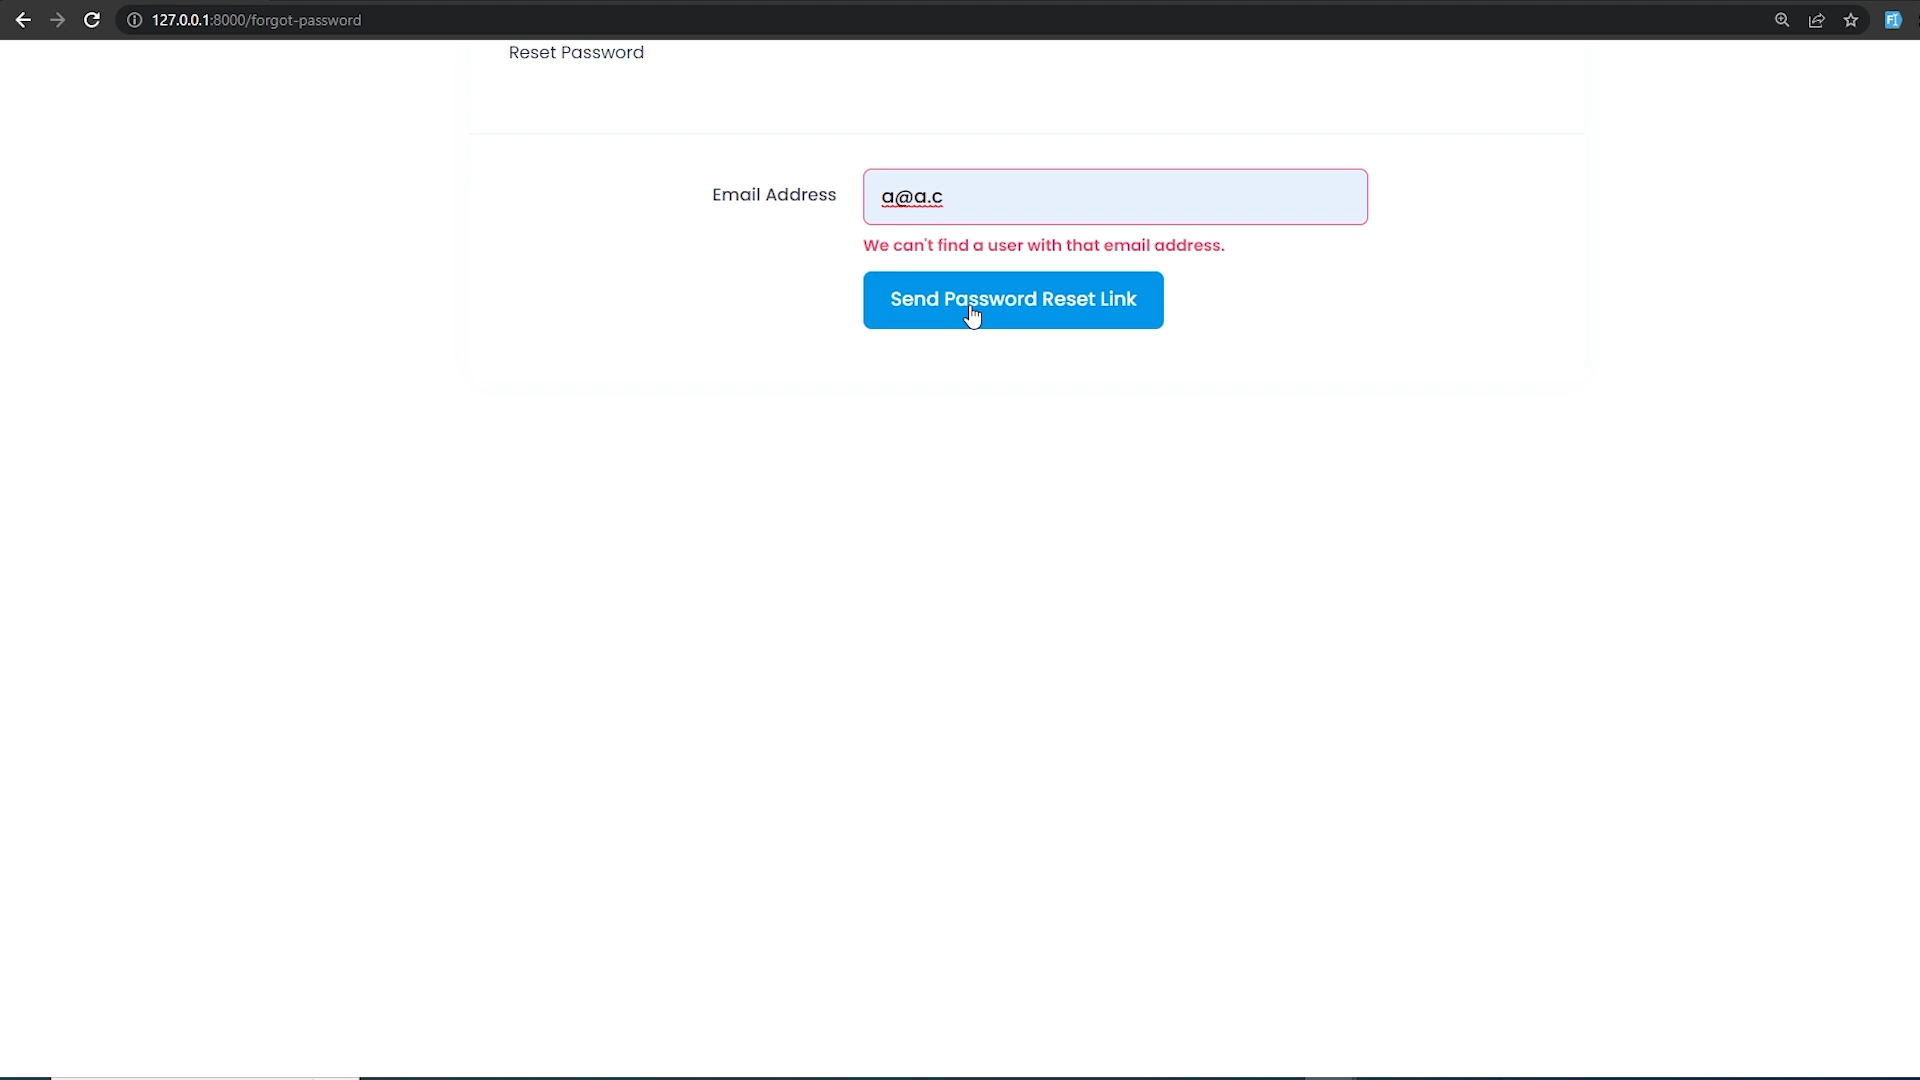 127.0.0.1:8000/forgot-password
Reset Password
Email Address
a@a.c
We can't find a user with that email address.
Send Password Reset Link